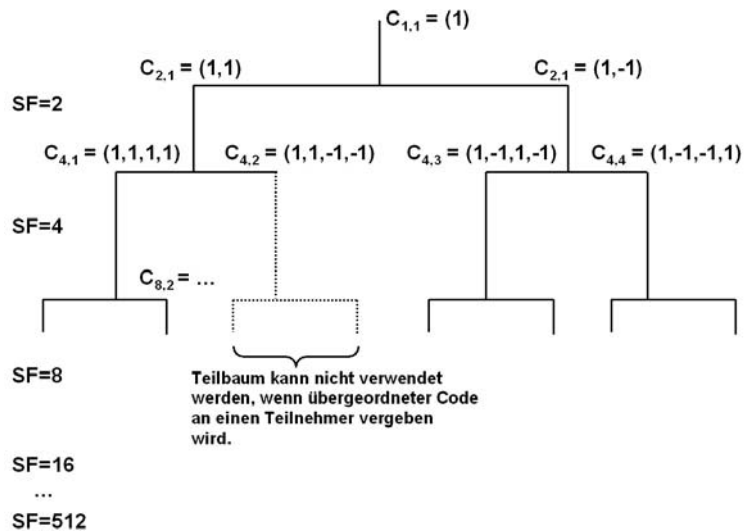 C1,1 = (1)
C2,1 = (1,1)
C2,1 = (1,-1)
SF=2
C4,1 = (1,1,1,1)
C4,2 = (1,1,-1,-1)
C4,3 = (1,-1,1,-1)
C4,4 = (1,-1,-1,1)
SF=4
C8,2 = ...
SF=8
Teilbaum kann nicht verwendet
werden, wenn übergeordneter Code
an einen Teilnehmer vergeben
wird.
SF=16
...
SF=512